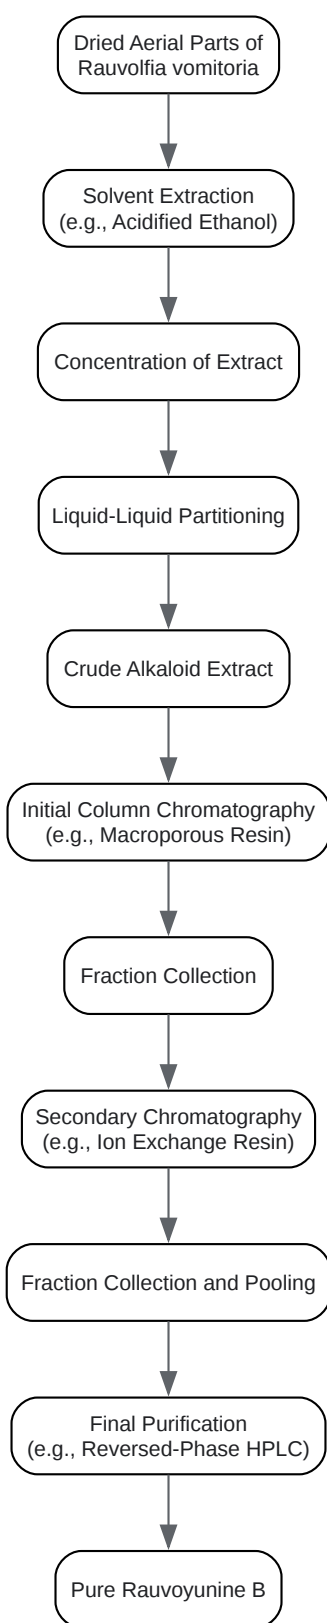 Dried Aerial Parts of
Rauvolfia vomitoria
Solvent Extraction
(e.g., Acidified Ethanol)
Concentration of Extract
Liquid-Liquid Partitioning
Crude Alkaloid Extract
Initial Column Chromatography
(e.g., Macroporous Resin)
Fraction Collection
Secondary Chromatography
(e.g., Ion Exchange Resin)
Fraction Collection and Pooling
Final Purification
(e.g., Reversed-Phase HPLC)
Pure Rauvoyunine B